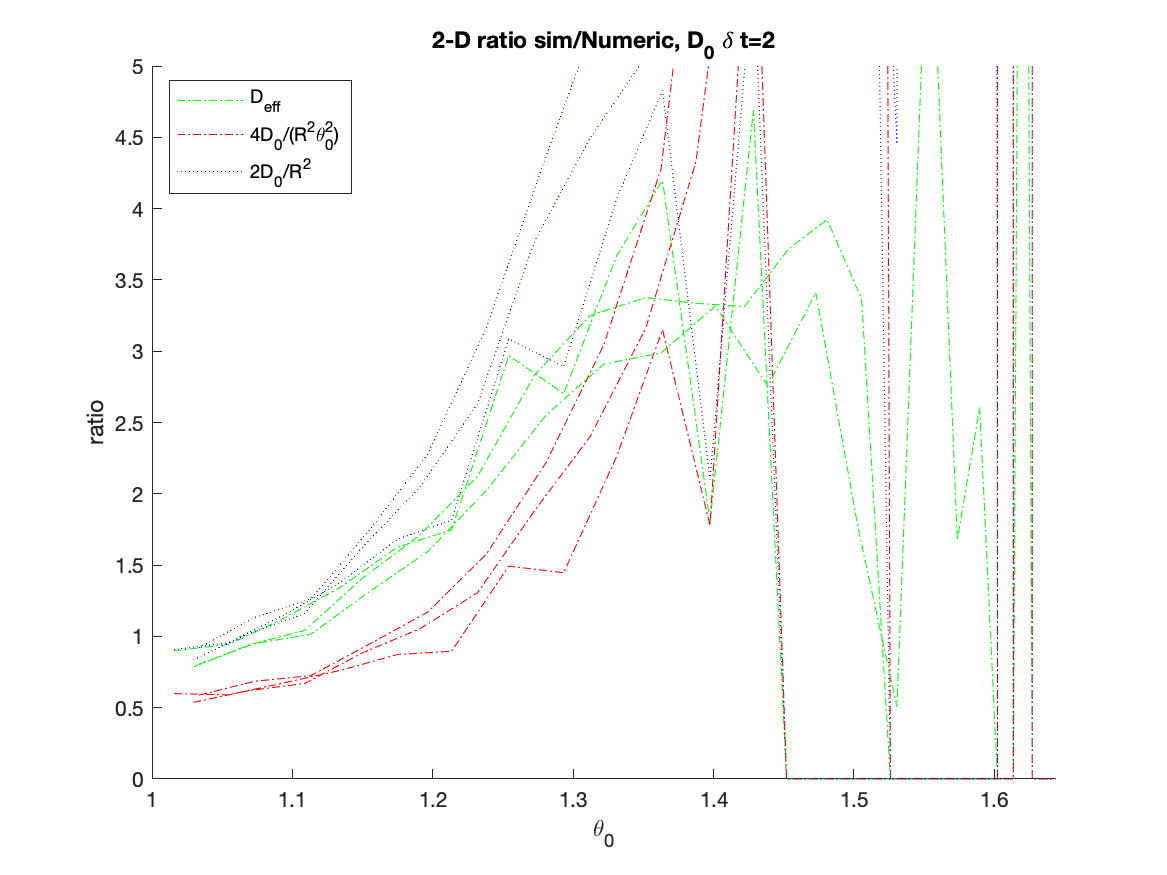 2-D ratio sim/Numeric, D₀ δ t=2
5
4.5
4
3.5
3
2.5
2
1.5
1
0.5
0
ratio
D_eff
4D₀/(R²θ₀²)
2D₀/R²
1 1.1 1.2 1.3 1.4 1.5 1.6
θ₀